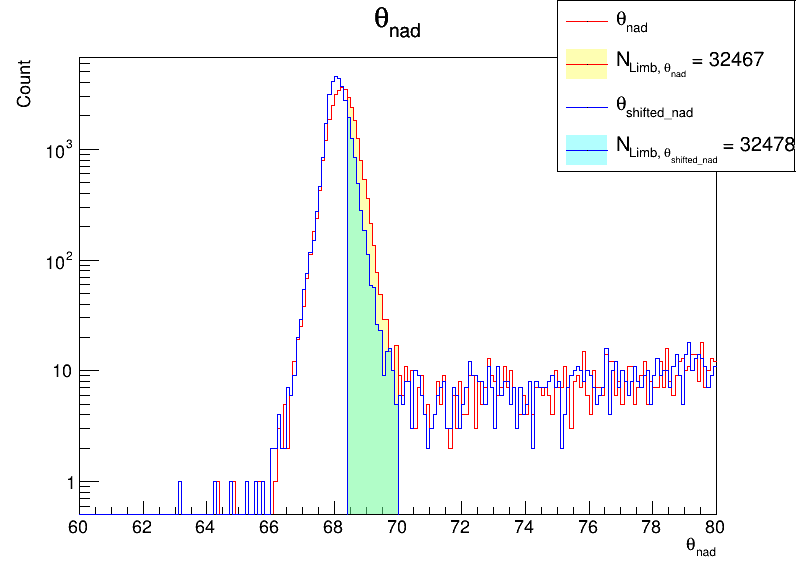 θnad
θnad
NLimb, θnad = 32467
θshifted_nad
NLimb, θshifted_nad = 32478
Count
10³
10²
10
1
60 62 64 66 68 70 72 74 76 78 80
θnad